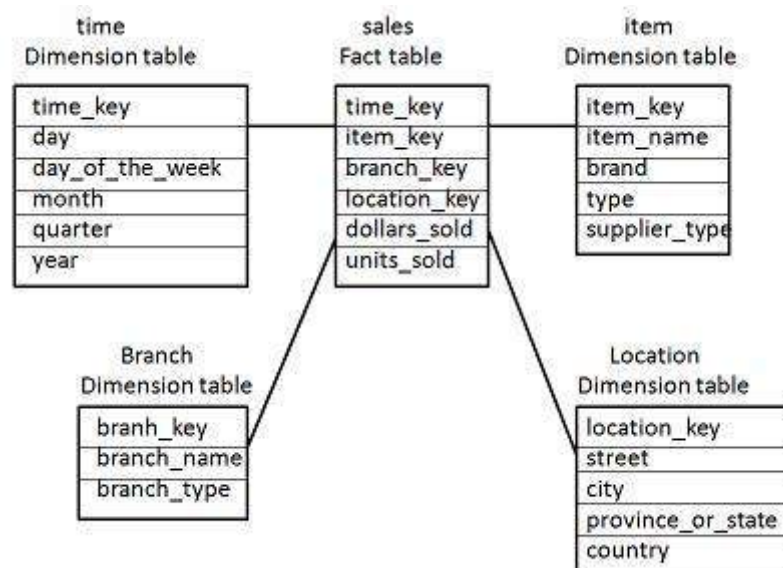 time
Dimension table
time_key
day
day_of_the_week
month
quarter
year
sales
Fact table
time_key
item_key
branch_key
location_key
dollars_sold
units_sold
item
Dimension table
item_key
item_name
brand
type
supplier_type
Branch
Dimension table
branh_key
branch_name
branch_type
Location
Dimension table
location_key
street
city
province_or_state
country